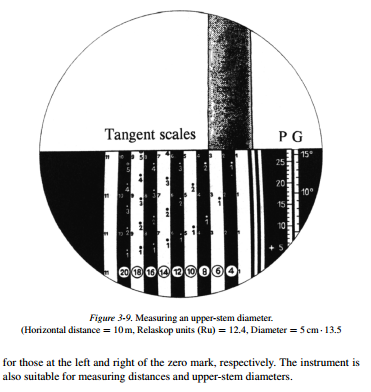 Tangent scales
P G
15°
25
20
10°
15
10
+ 5
20 18 16 14 12 10 8 6 4
Figure 3-9. Measuring an upper-stem diameter.
(Horizontal distance = 10 m, Relaskop units (Ru) = 12.4, Diameter = 5 cm · 13.5
for those at the left and right of the zero mark, respectively. The instrument is
also suitable for measuring distances and upper-stem diameters.